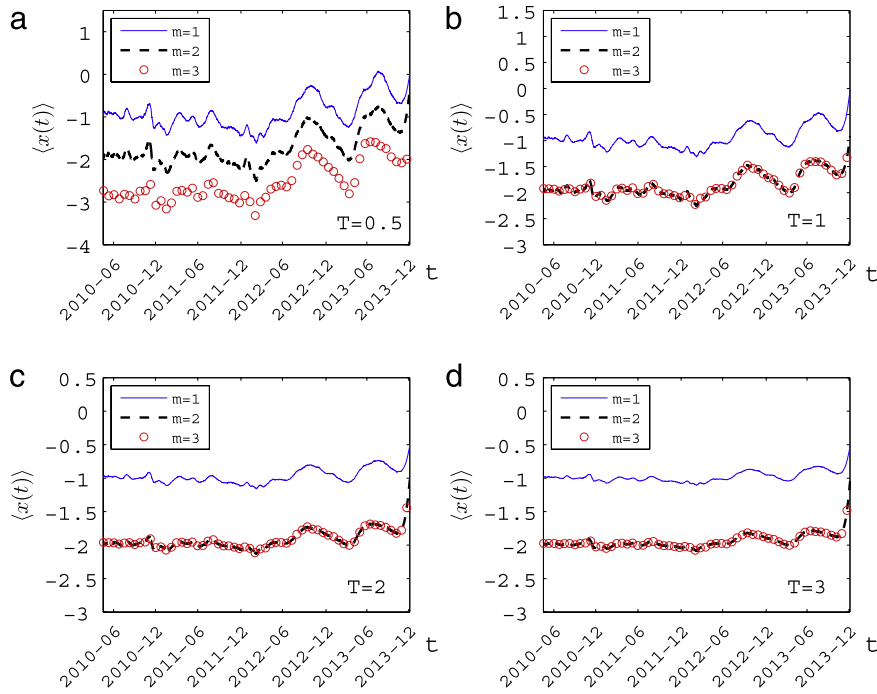 a
m=1
m=2
m=3
1
0
−1
−2
−3
−4
⟨x(t)⟩
T=0.5
2010−06
2010−12
2011−06
2011−12
2012−06
2012−12
2013−06
2013−12
t
b
m=1
m=2
m=3
1.5
1
0.5
0
−0.5
−1
−1.5
−2
−2.5
−3
⟨x(t)⟩
T=1
2010−06
2010−12
2011−06
2011−12
2012−06
2012−12
2013−06
2013−12
t
c
m=1
m=2
m=3
0.5
0
−0.5
−1
−1.5
−2
−2.5
−3
⟨x(t)⟩
T=2
2010−06
2010−12
2011−06
2011−12
2012−06
2012−12
2013−06
2013−12
t
d
m=1
m=2
m=3
0.5
0
−0.5
−1
−1.5
−2
−2.5
−3
⟨x(t)⟩
T=3
2010−06
2010−12
2011−06
2011−12
2012−06
2012−12
2013−06
2013−12
t